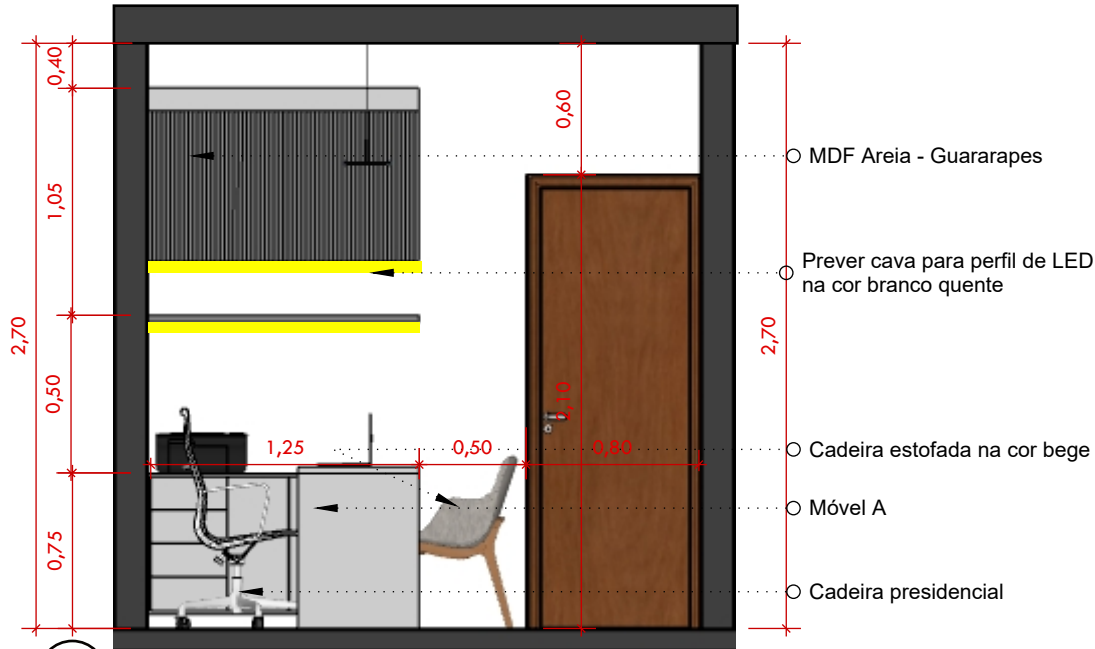 0,40
0,60
MDF Areia - Guararapes
1,05
Prever cava para perfil de LED
na cor branco quente
2,70
2,70
0,50
2,10
1,25
0,50
0,80
Cadeira estofada na cor bege
Móvel A
0,75
Cadeira presidencial